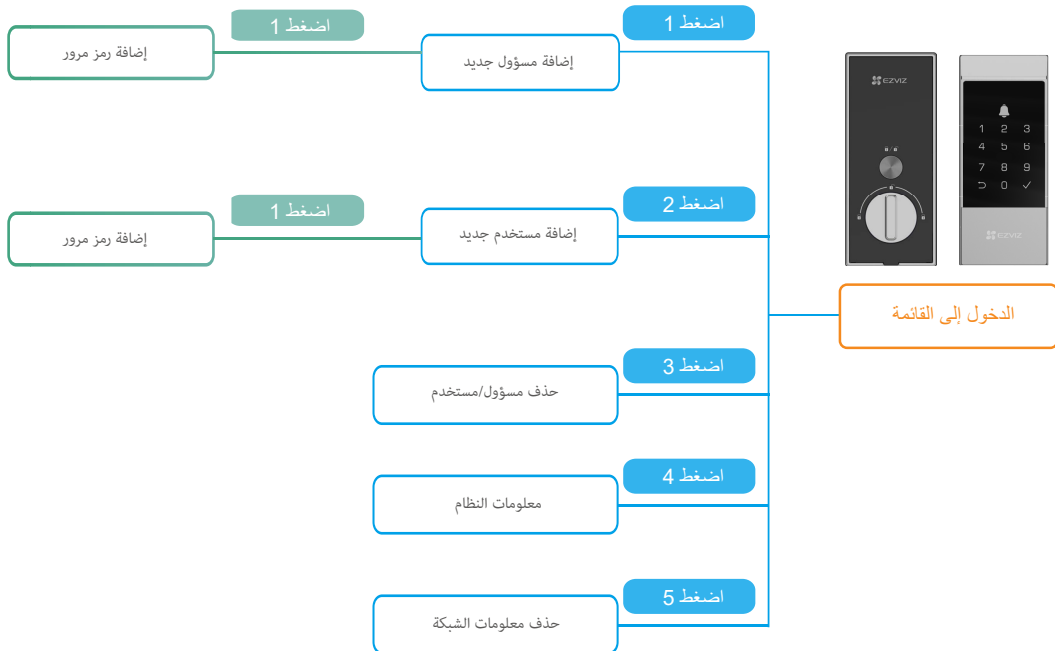 اضغط 1
اضغط 1
إضافة مسؤول جديد
إضافة رمز مرور
EZVIZ
1 2 3
4 5 6
7 8 9
0
EZVIZ
اضغط 2
اضغط 1
إضافة مستخدم جديد
إضافة رمز مرور
الدخول إلى القائمة
اضغط 3
حذف مسؤول/مستخدم
اضغط 4
معلومات النظام
اضغط 5
حذف معلومات الشبكة